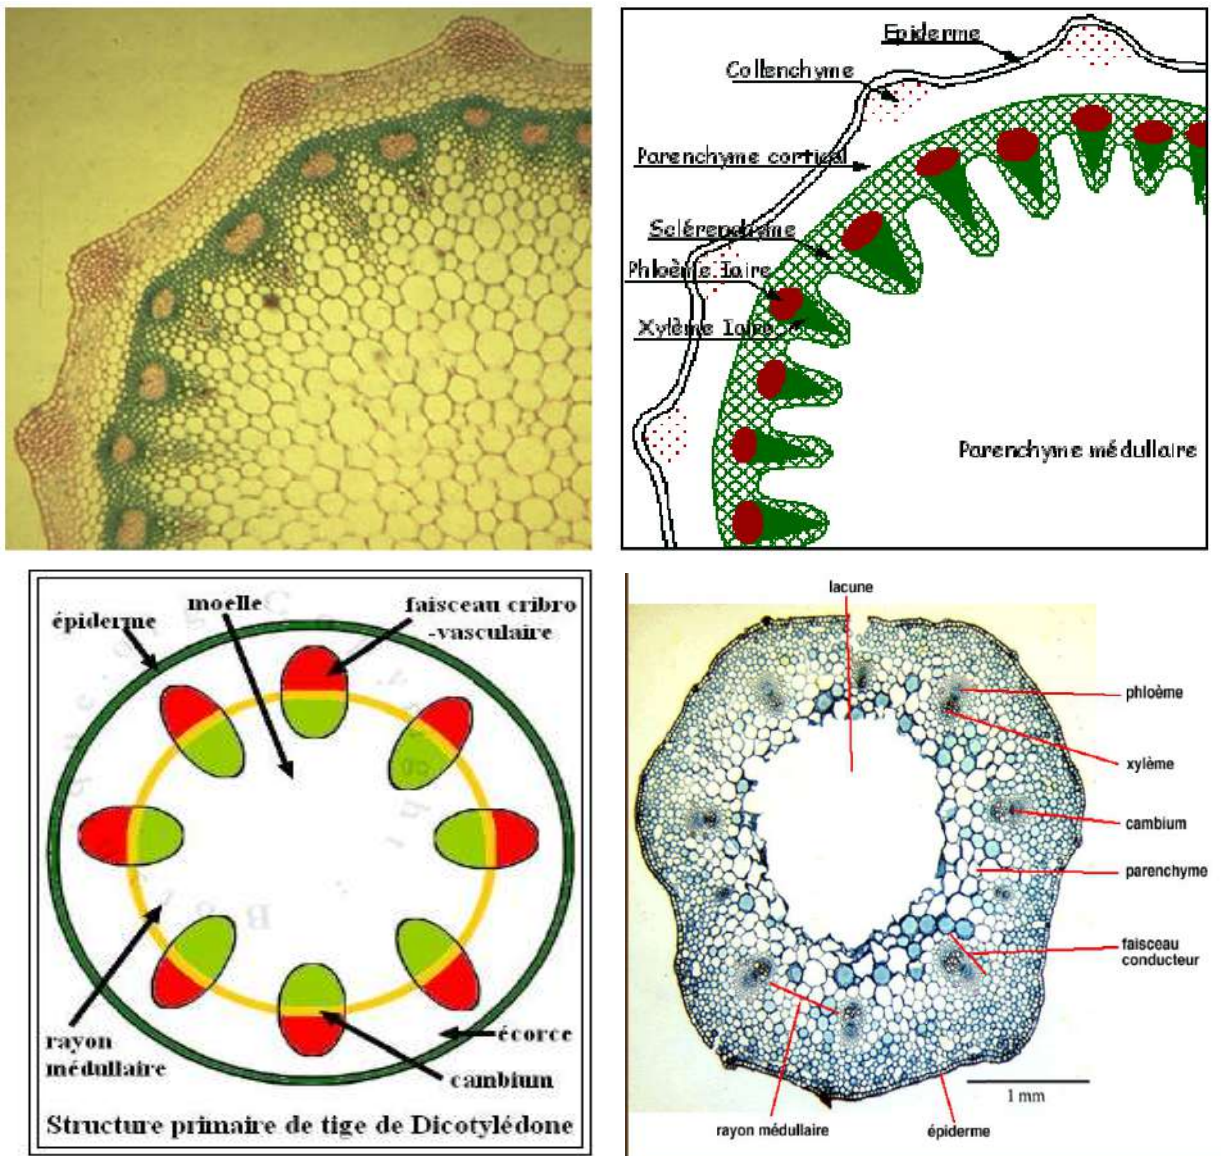 Epiderme
Collenchyme
Parenchyme cortical
Sclérenchyme
Phloème Iaire
Xylème Iaire
Parenchyme médullaire
épiderme
moelle
faisceau cribro
-vasculaire
rayon
médullaire
écorce
cambium
Structure primaire de tige de Dicotylédone
lacune
phloème
xylème
cambium
parenchyme
faisceau
conducteur
1 mm
rayon médullaire
épiderme